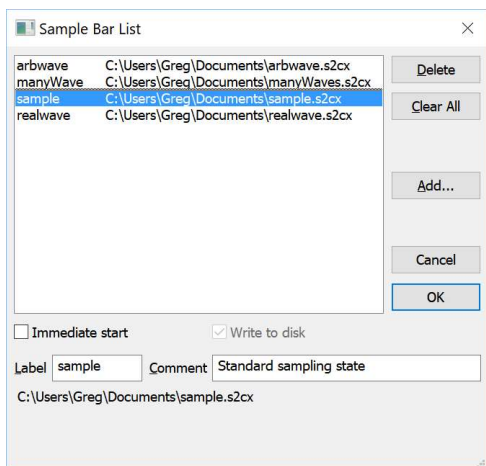 Sample Bar List
arbwave C:\Users\Greg\Documents\arbwave.s2cx
manyWave C:\Users\Greg\Documents\manyWaves.s2cx
sample C:\Users\Greg\Documents\sample.s2cx
realwave C:\Users\Greg\Documents\realwave.s2cx
Delete
Clear All
Add...
Cancel
OK
Immediate start Write to disk
Label sample Comment Standard sampling state
C:\Users\Greg\Documents\sample.s2cx